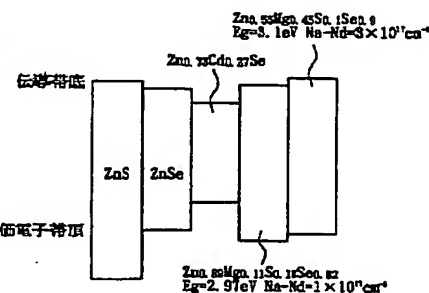 Zn0.55Mg0.45S0.1Se0.9
Eg=3.1eV Na-Nd=3×10¹⁷cm⁻³
Zn0.73Cd0.27Se
伝導帯底
ZnS
ZnSe
価電子帯頂
Zn0.89Mg0.11S0.18Se0.82
Eg=2.97eV Na-Nd=1×10¹⁷cm⁻³